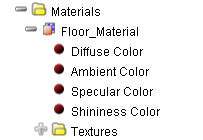 Materials
Floor_Material
Diffuse Color
Ambient Color
Specular Color
Shininess Color
Textures